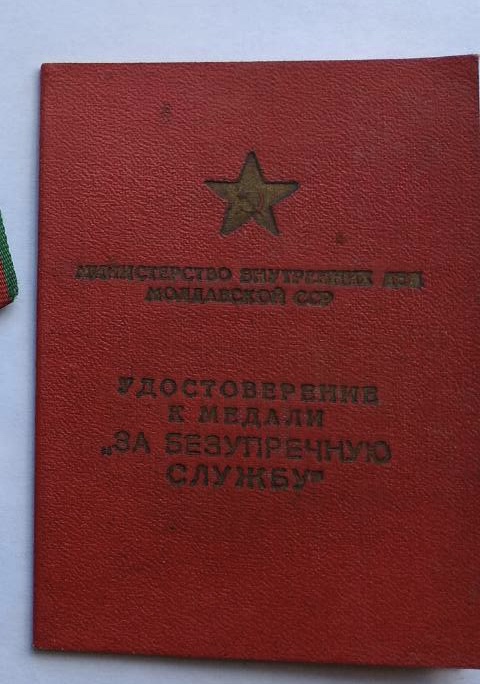 МИНИСТЕРСТВО ВНУТРЕННИХ ДЕЛ
МОЛДАВСКОЙ ССР
УДОСТОВЕРЕНИЕ
К МЕДАЛИ
„ЗА БЕЗУПРЕЧНУЮ
СЛУЖБУ”